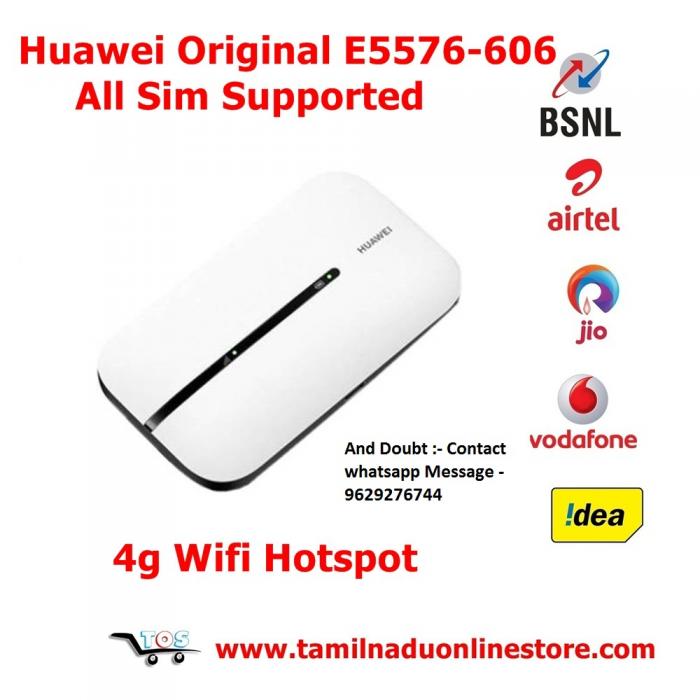 Huawei Original E5576-606
All Sim Supported
BSNL
airtel
jio
vodafone
!dea
HUAWEI
And Doubt :- Contact
whatsapp Message -
9629276744
4g Wifi Hotspot
TOS
www.tamilnaduonlinestore.com